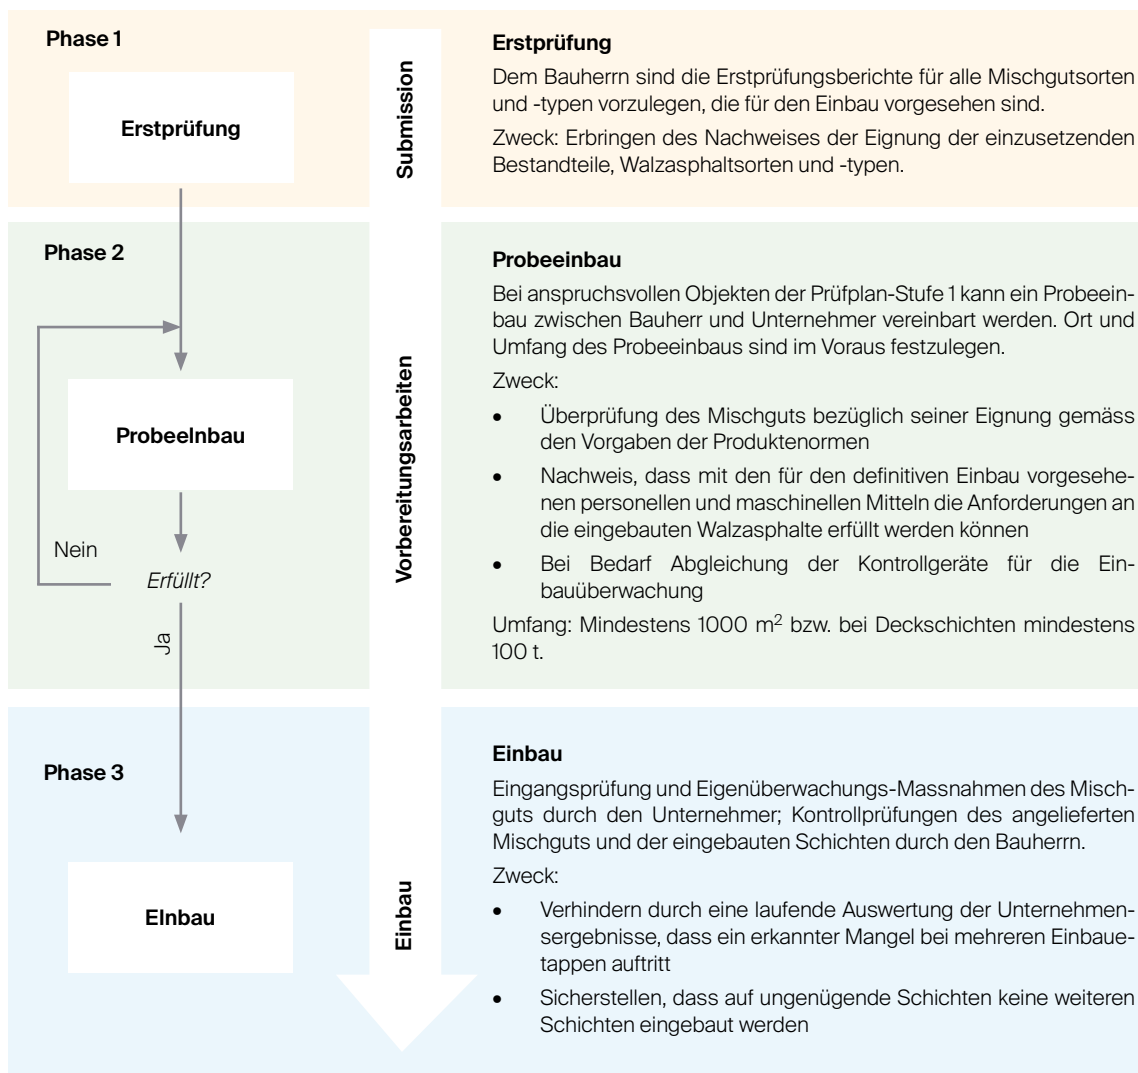 Phase 1
Erstprüfung
Submission
Erstprüfung
Dem Bauherrn sind die Erstprüfungsberichte für alle Mischgutsorten
und -typen vorzulegen, die für den Einbau vorgesehen sind.
Zweck: Erbringen des Nachweises der Eignung der einzusetzenden
Bestandteile, Walzasphaltsorten und -typen.
Phase 2
ProbeeInbau
Nein
Erfüllt?
Ja
Vorbereitungsarbeiten
Probeeinbau
Bei anspruchsvollen Objekten der Prüfplan-Stufe 1 kann ein Probeein-
bau zwischen Bauherr und Unternehmer vereinbart werden. Ort und
Umfang des Probeeinbaus sind im Voraus festzulegen.
Zweck:
• Überprüfung des Mischguts bezüglich seiner Eignung gemäss
den Vorgaben der Produktenormen
• Nachweis, dass mit den für den definitiven Einbau vorgesehe-
nen personellen und maschinellen Mitteln die Anforderungen an
die eingebauten Walzasphalte erfüllt werden können
• Bei Bedarf Abgleichung der Kontrollgeräte für die Ein-
bauüberwachung
Umfang: Mindestens 1000 m² bzw. bei Deckschichten mindestens
100 t.
Phase 3
EInbau
Einbau
Einbau
Eingangsprüfung und Eigenüberwachungs-Massnahmen des Misch-
guts durch den Unternehmer; Kontrollprüfungen des angelieferten
Mischguts und der eingebauten Schichten durch den Bauherrn.
Zweck:
• Verhindern durch eine laufende Auswertung der Unternehmen-
sergebnisse, dass ein erkannter Mangel bei mehreren Einbaue-
tappen auftritt
• Sicherstellen, dass auf ungenügende Schichten keine weiteren
Schichten eingebaut werden